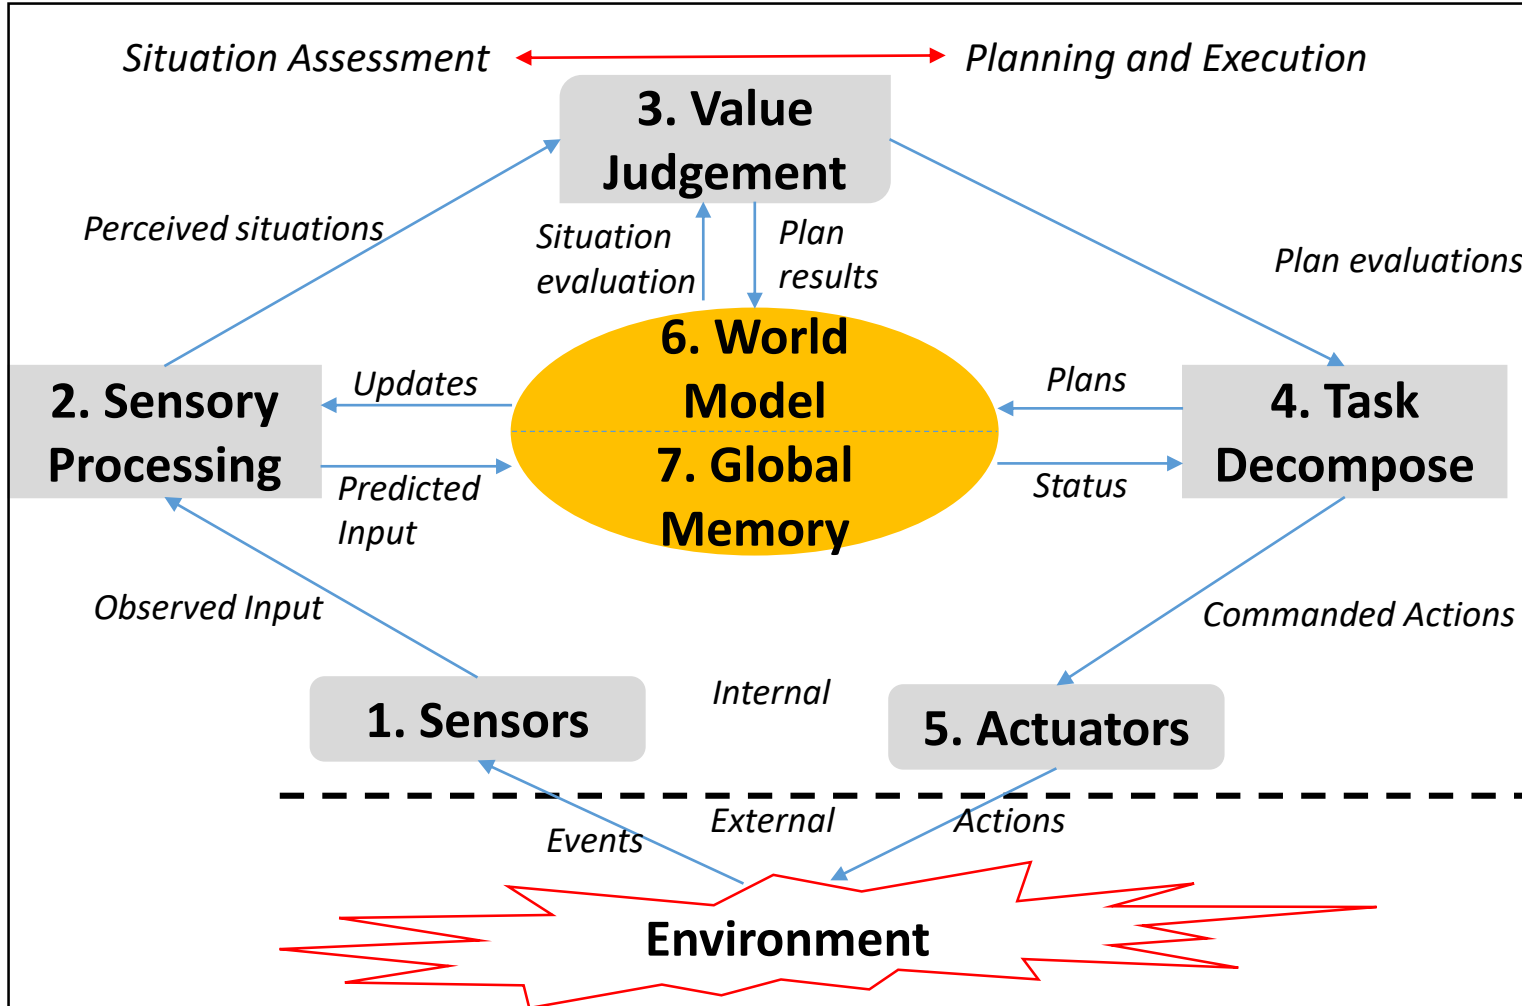 Situation Assessment
Planning and Execution
3. Value
Judgement
Perceived situations
Situation
evaluation
Plan
results
Plan evaluations
6. World
Model
7. Global
Memory
2. Sensory
Processing
Updates
Predicted
Input
Plans
Status
4. Task
Decompose
Observed Input
Commanded Actions
1. Sensors
Internal
5. Actuators
Events
External
Actions
Environment